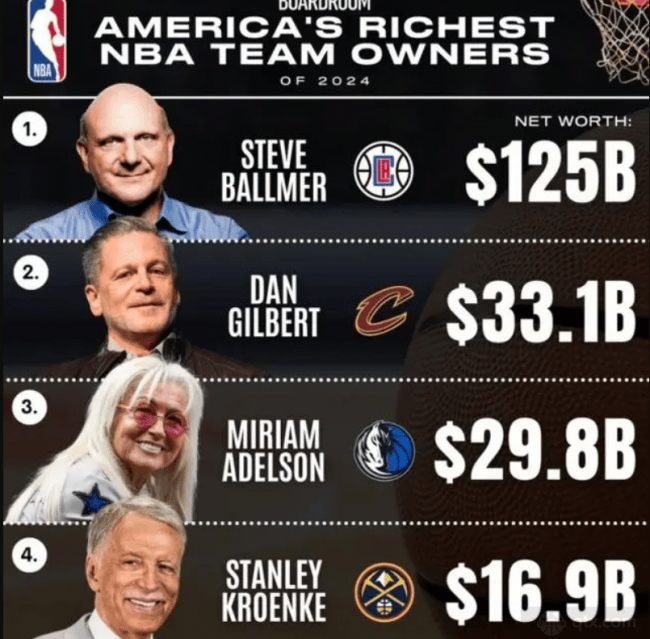 BOARDROOM
AMERICA'S RICHEST
NBA TEAM OWNERS
OF 2024
NBA
NET WORTH:
1.
STEVE
BALLMER
LA
$125B
2.
DAN
GILBERT
C
$33.1B
3.
MIRIAM
ADELSON
$29.8B
4.
STANLEY
KROENKE
$16.9B